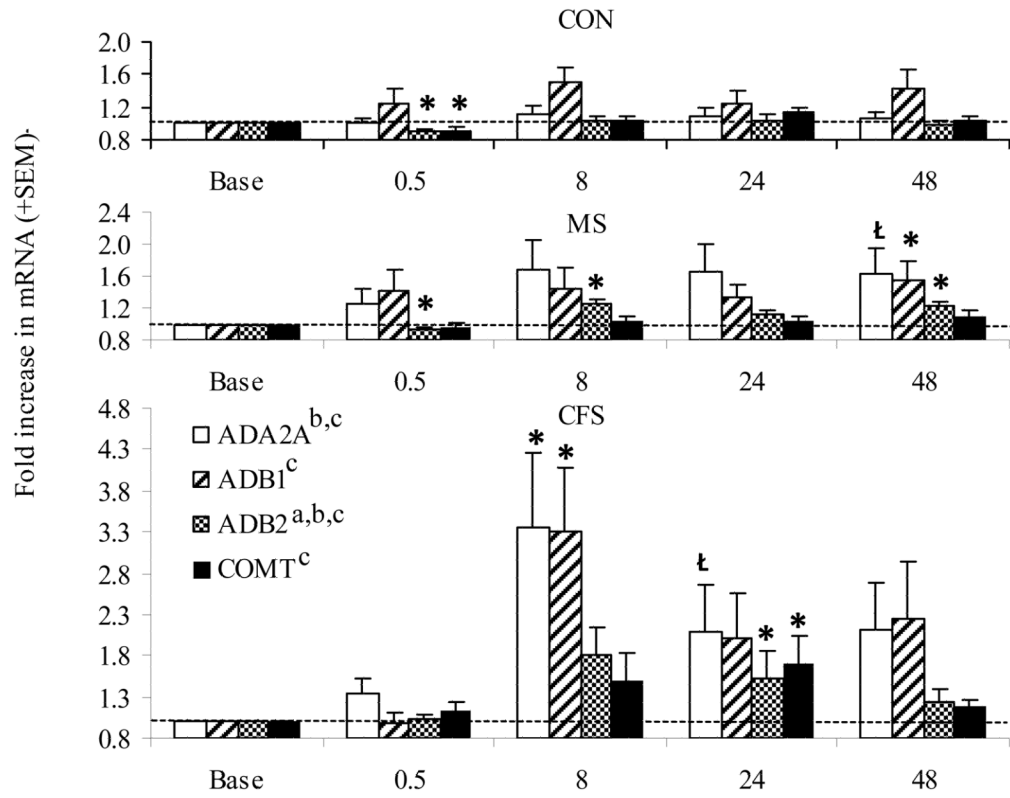 Fold increase in mRNA (+SEM)-
CON
2.0
1.6
1.2
0.8
* *
Base 0.5 8 24 48
MS
2.4
2.0
1.6
1.2
0.8
* * Ł * *
Base 0.5 8 24 48
CFS
4.8
4.3
3.8
3.3
2.8
2.3
1.8
1.3
0.8
ADA2A b,c
ADB1 c
ADB2 a,b,c
COMT c
* * Ł * *
Base 0.5 8 24 48